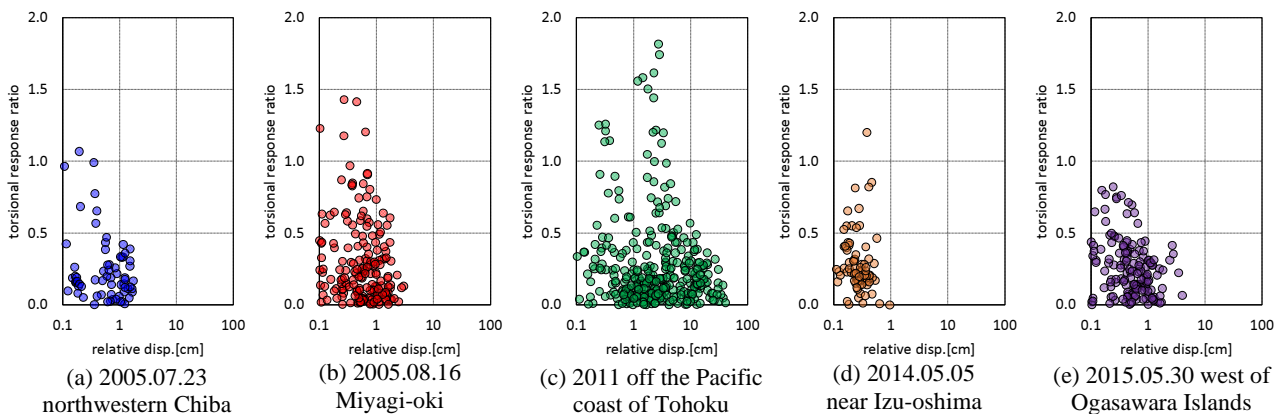 2.0
1.5
1.0
0.5
0.0
torsional response ratio
0.1
1
10
100
relative disp.[cm]
(a) 2005.07.23
northwestern Chiba
2.0
1.5
1.0
0.5
0.0
torsional response ratio
0.1
1
10
100
relative disp.[cm]
(b) 2005.08.16
Miyagi-oki
2.0
1.5
1.0
0.5
0.0
torsional response ratio
0.1
1
10
100
relative disp.[cm]
(c) 2011 off the Pacific
coast of Tohoku
2.0
1.5
1.0
0.5
0.0
torsional response ratio
0.1
1
10
100
relative disp.[cm]
(d) 2014.05.05
near Izu-oshima
2.0
1.5
1.0
0.5
0.0
torsional response ratio
0.1
1
10
100
relative disp.[cm]
(e) 2015.05.30 west of
Ogasawara Islands